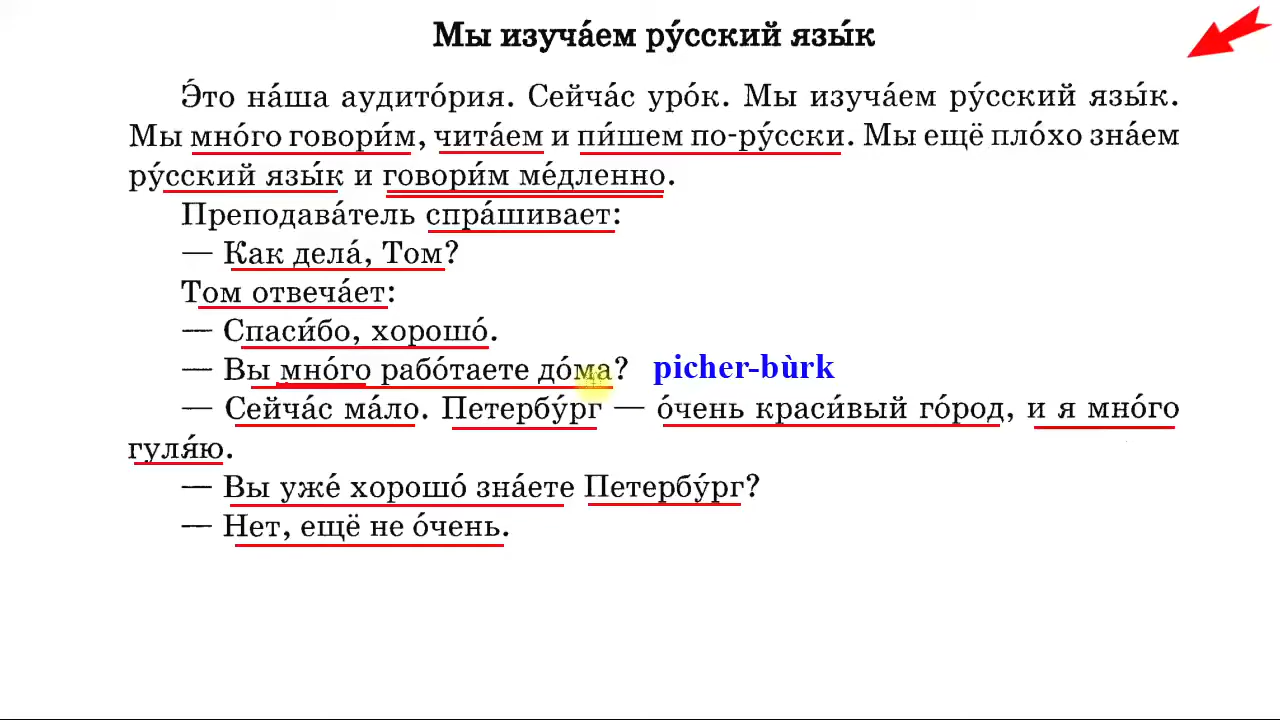 Мы изуча́ем ру́сский язы́к
Э́то на́ша аудито́рия. Сейча́с уро́к. Мы изуча́ем ру́сский язы́к.
Мы мно́го говори́м, чита́ем и пи́шем по-ру́сски. Мы ещё пло́хо зна́ем
ру́сский язы́к и говори́м ме́дленно.
Преподава́тель спра́шивает:
— Как дела́, Том?
Том отвеча́ет:
— Спаси́бо, хорошо́.
— Вы мно́го рабо́таете до́ма? picher-bùrk
— Сейча́с ма́ло. Петербу́рг — о́чень краси́вый го́род, и я мно́го
гуля́ю.
— Вы уже́ хорошо́ зна́ете Петербу́рг?
— Нет, ещё не о́чень.